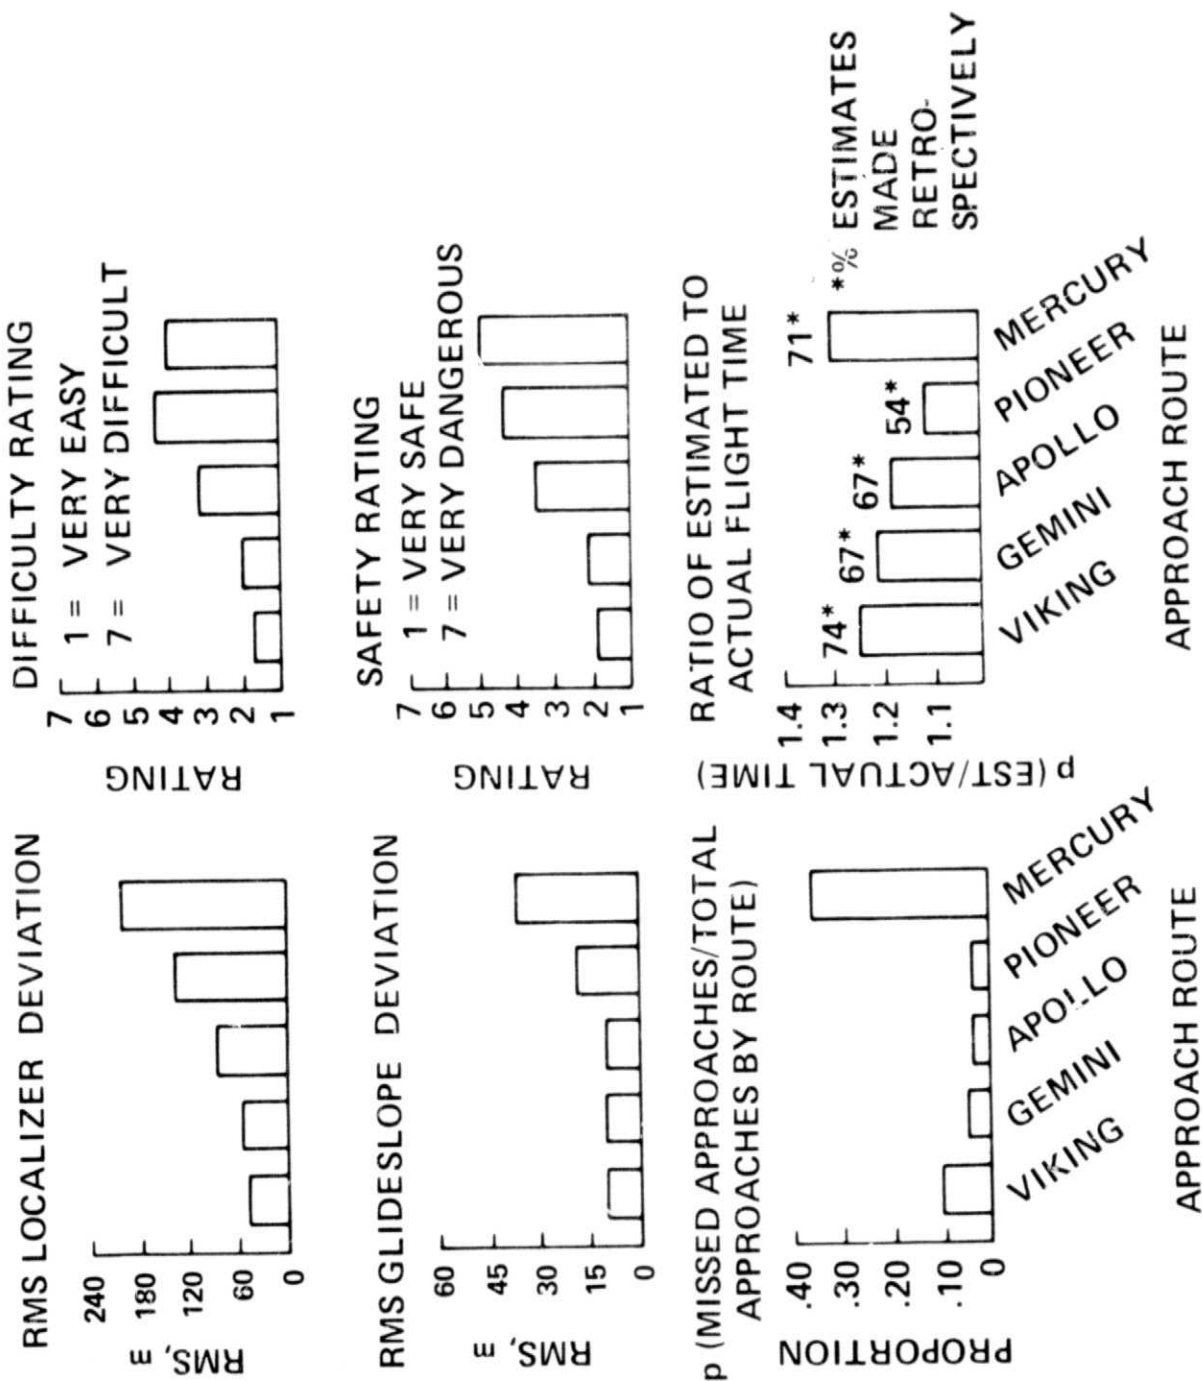 RMS LOCALIZER DEVIATION
RMS, m
240
180
120
60
0
DIFFICULTY RATING
1 = VERY EASY
7 = VERY DIFFICULT
RATING
7
6
5
4
3
2
1
RMS GLIDESLOPE DEVIATION
RMS, m
60
45
30
15
0
SAFETY RATING
1 = VERY SAFE
7 = VERY DANGEROUS
RATING
7
6
5
4
3
2
1
p (MISSED APPROACHES/TOTAL
APPROACHES BY ROUTE)
PROPORTION
.40
.30
.20
.10
0
VIKING
GEMINI
APOLLO
PIONEER
MERCURY
APPROACH ROUTE
RATIO OF ESTIMATED TO
ACTUAL FLIGHT TIME
p (EST/ACTUAL TIME)
1.4
1.3
1.2
1.1
74*
67*
67*
54*
71*
*% ESTIMATES
MADE
RETRO-
SPECTIVELY
VIKING
GEMINI
APOLLO
PIONEER
MERCURY
APPROACH ROUTE